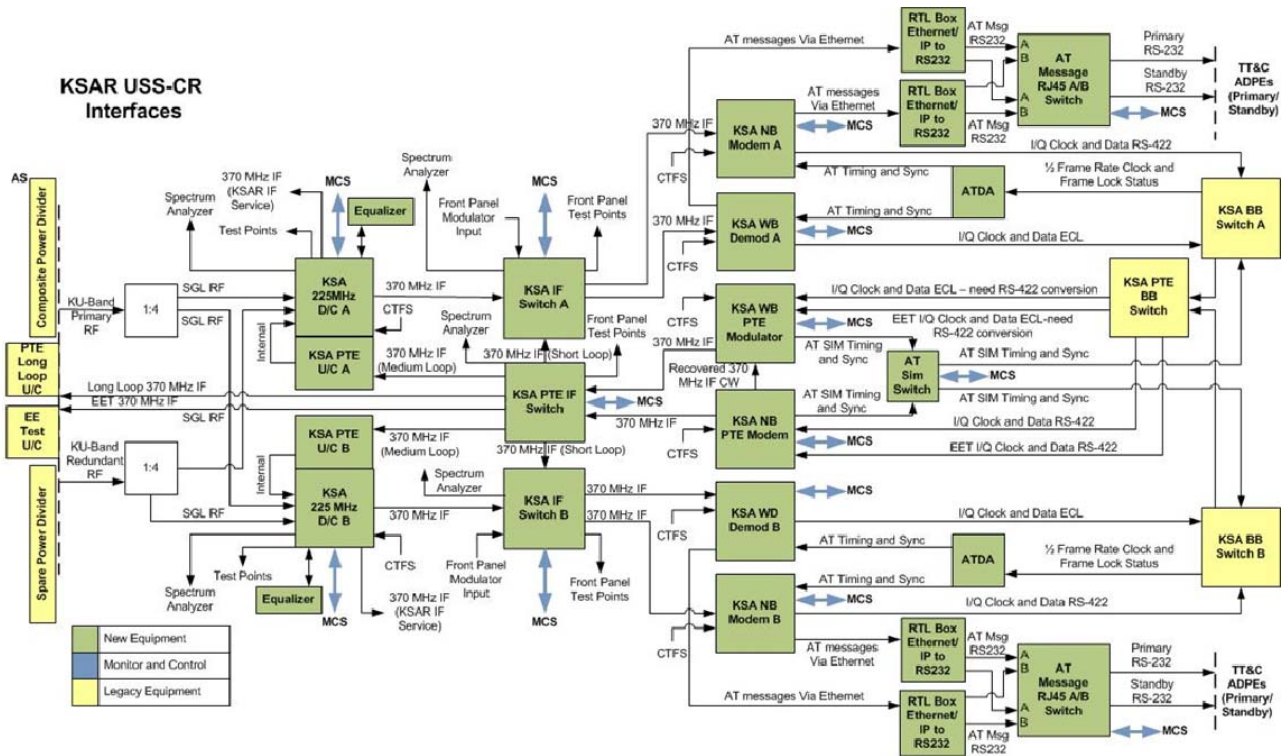 KSAR USS-CR
Interfaces
AT messages Via Ethernet
RTL Box
Ethernet/
IP to
RS232
AT Msg
RS232
A
B
A
B
AT
Message
RJ45 A/B
Switch
Primary
RS-232
Standby
RS-232
MCS
TT&C
ADPEs
(Primary/
Standby)
AT messages
Via Ethernet
MCS
RTL Box
Ethernet/
IP to
RS232
AT Msg RS232
370 MHz IF
CTFS
KSA NB
Modem A
I/Q Clock and Data RS-422
AT Timing and Sync
ATDA
½ Frame Rate Clock and
Frame Lock Status
KSA BB
Switch A
370 MHz IF
CTFS
KSA WB
Demod A
AT Timing and Sync
MCS
I/Q Clock and Data ECL
AS
Composite Power Divider
Spectrum
Analyzer
370 MHz IF
(KSAR IF
Service)
Test Points
MCS
Equalizer
Spectrum
Analyzer
Front Panel
Modulator
Input
MCS
Front Panel
Test Points
KU-Band
Primary
RF
1:4
SGL RF
SGL RF
KSA
225MHz
D/C A
370 MHz IF
CTFS
KSA IF
Switch A
Internal
KSA PTE
U/C A
370 MHz IF
(Medium Loop)
Spectrum
Analyzer
Front Panel
Test Points
370 MHz IF(Short Loop)
KSA WB
PTE
Modulator
MCS
370 MHz IF
I/Q Clock and Data ECL – need RS-422 conversion
EET I/Q Clock and Data ECL-need
RS-422 conversion
KSA PTE
BB
Switch
AT SIM Timing
and Sync
AT
Sim
Switch
AT SIM Timing and Sync
MCS
AT SIM Timing and Sync
PTE
Long
Loop
U/C
Long Loop 370 MHz IF
EET 370 MHz IF
KSA PTE IF
Switch
MCS
Recovered 370
MHz IF CW
AT SIM Timing
and Sync
370 MHz IF
CTFS
KSA NB
PTE Modem
MCS
I/Q Clock and Data RS-422
EET I/Q Clock and Data RS-422
IEE
Test
U/C
SGL RF
KU-Band
Redundant
RF
1:4
SGL RF
Internal
KSA PTE
U/C B
370 MHz IF
(Medium Loop)
370 MHz IF(Short Loop)
Spectrum
Analyzer
KSA
225 MHz
D/C B
370 MHz IF
CTFS
KSA IF
Switch B
370 MHz IF
370 MHz IF
Spare Power Divider
Spectrum
Analyzer
Test Points
Equalizer
MCS
370 MHz IF
(KSAR IF
Service)
Front Panel
Modulator
Input
MCS
Front Panel
Test Points
CTFS
KSA WD
Demod B
MCS
I/Q Clock and Data ECL
AT Timing and Sync
ATDA
½ Frame Rate Clock and
Frame Lock Status
KSA BB
Switch B
AT Timing and Sync
CTFS
KSA NB
Modem B
MCS
I/Q Clock and Data RS-422
AT messages
Via Ethernet
RTL Box
Ethernet/
IP to
RS232
AT Msg
RS232
A
B
A
B
AT
Message
RJ45 A/B
Switch
Primary
RS-232
Standby
RS-232
MCS
TT&C
ADPEs
(Primary/
Standby)
AT messages Via Ethernet
RTL Box
Ethernet/
IP to
RS232
AT Msg
RS232
New Equipment
Monitor and Control
Legacy Equipment